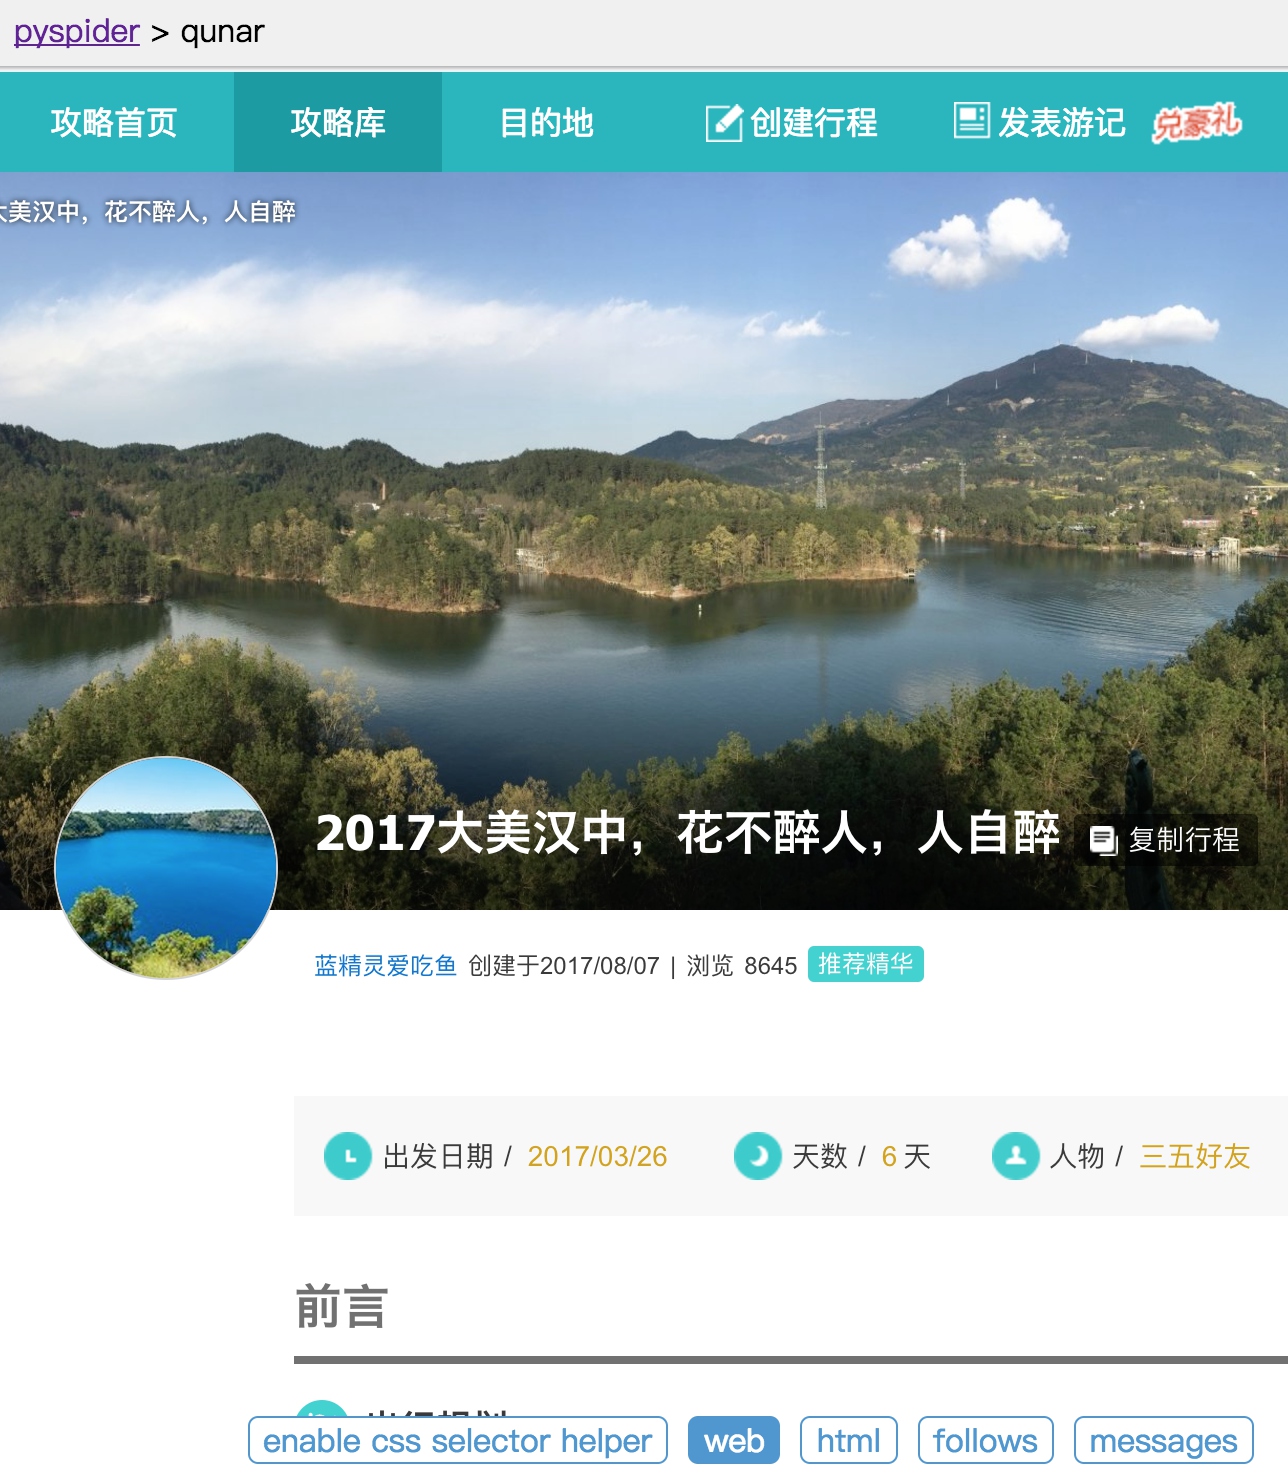 pyspider > qunar
攻略首页 攻略库 目的地 创建行程 发表游记 兑豪礼
大美汉中，花不醉人，人自醉
2017大美汉中，花不醉人，人自醉 复制行程
蓝精灵爱吃鱼 创建于2017/08/07 | 浏览 8645 推荐精华
出发日期 / 2017/03/26 天数 / 6 天 人物 / 三五好友
前言
出行规划
enable css selector helper web html follows messages